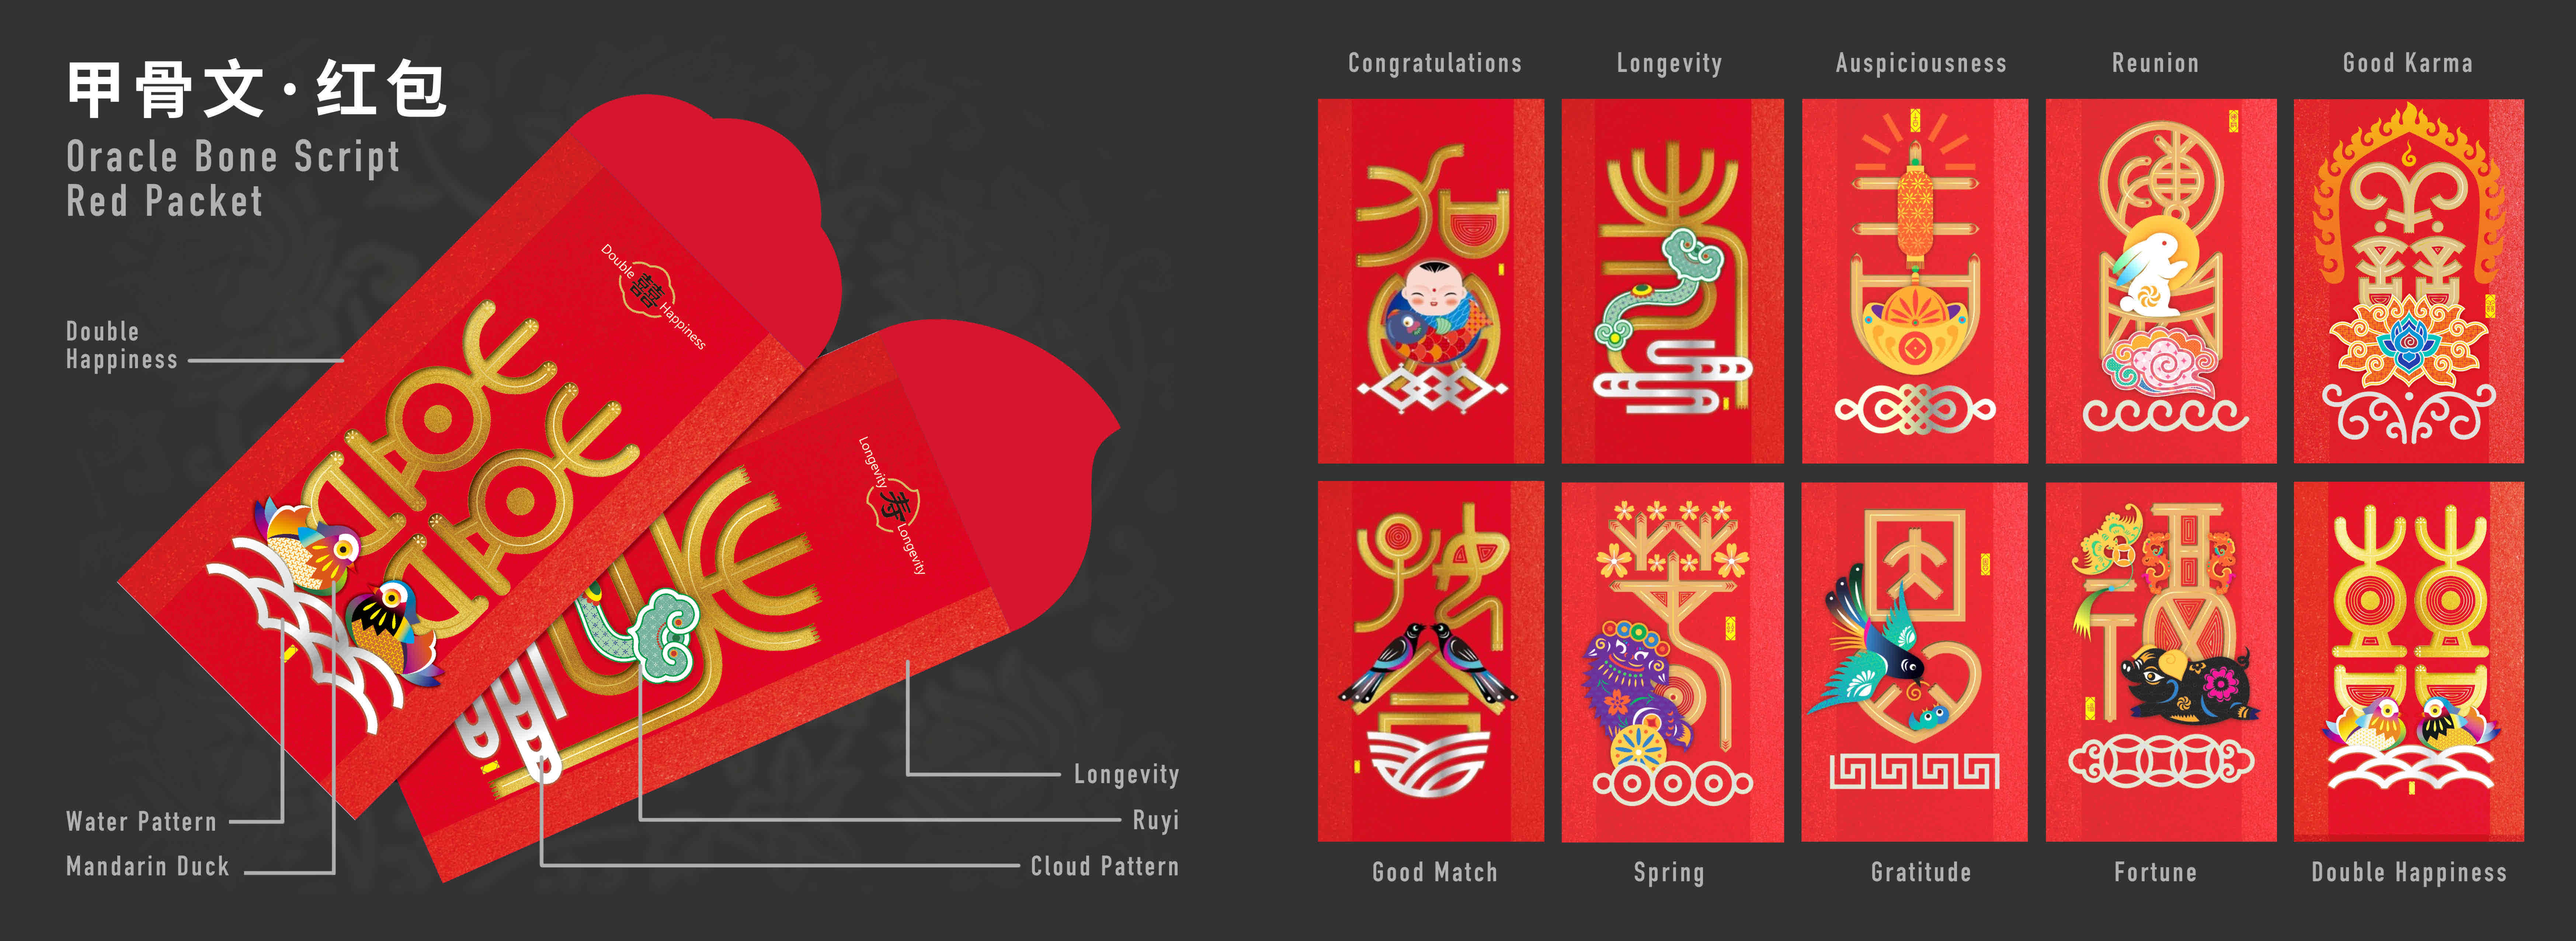 甲骨文·红包
Oracle Bone Script
Red Packet
Double
Happiness
Water Pattern
Mandarin Duck
Double 囍 Happiness
Longevity 寿 Longevity
Longevity
Ruyi
Cloud Pattern
Congratulations
Longevity
Auspiciousness
Reunion
Good Karma
Good Match
Spring
Gratitude
Fortune
Double Happiness